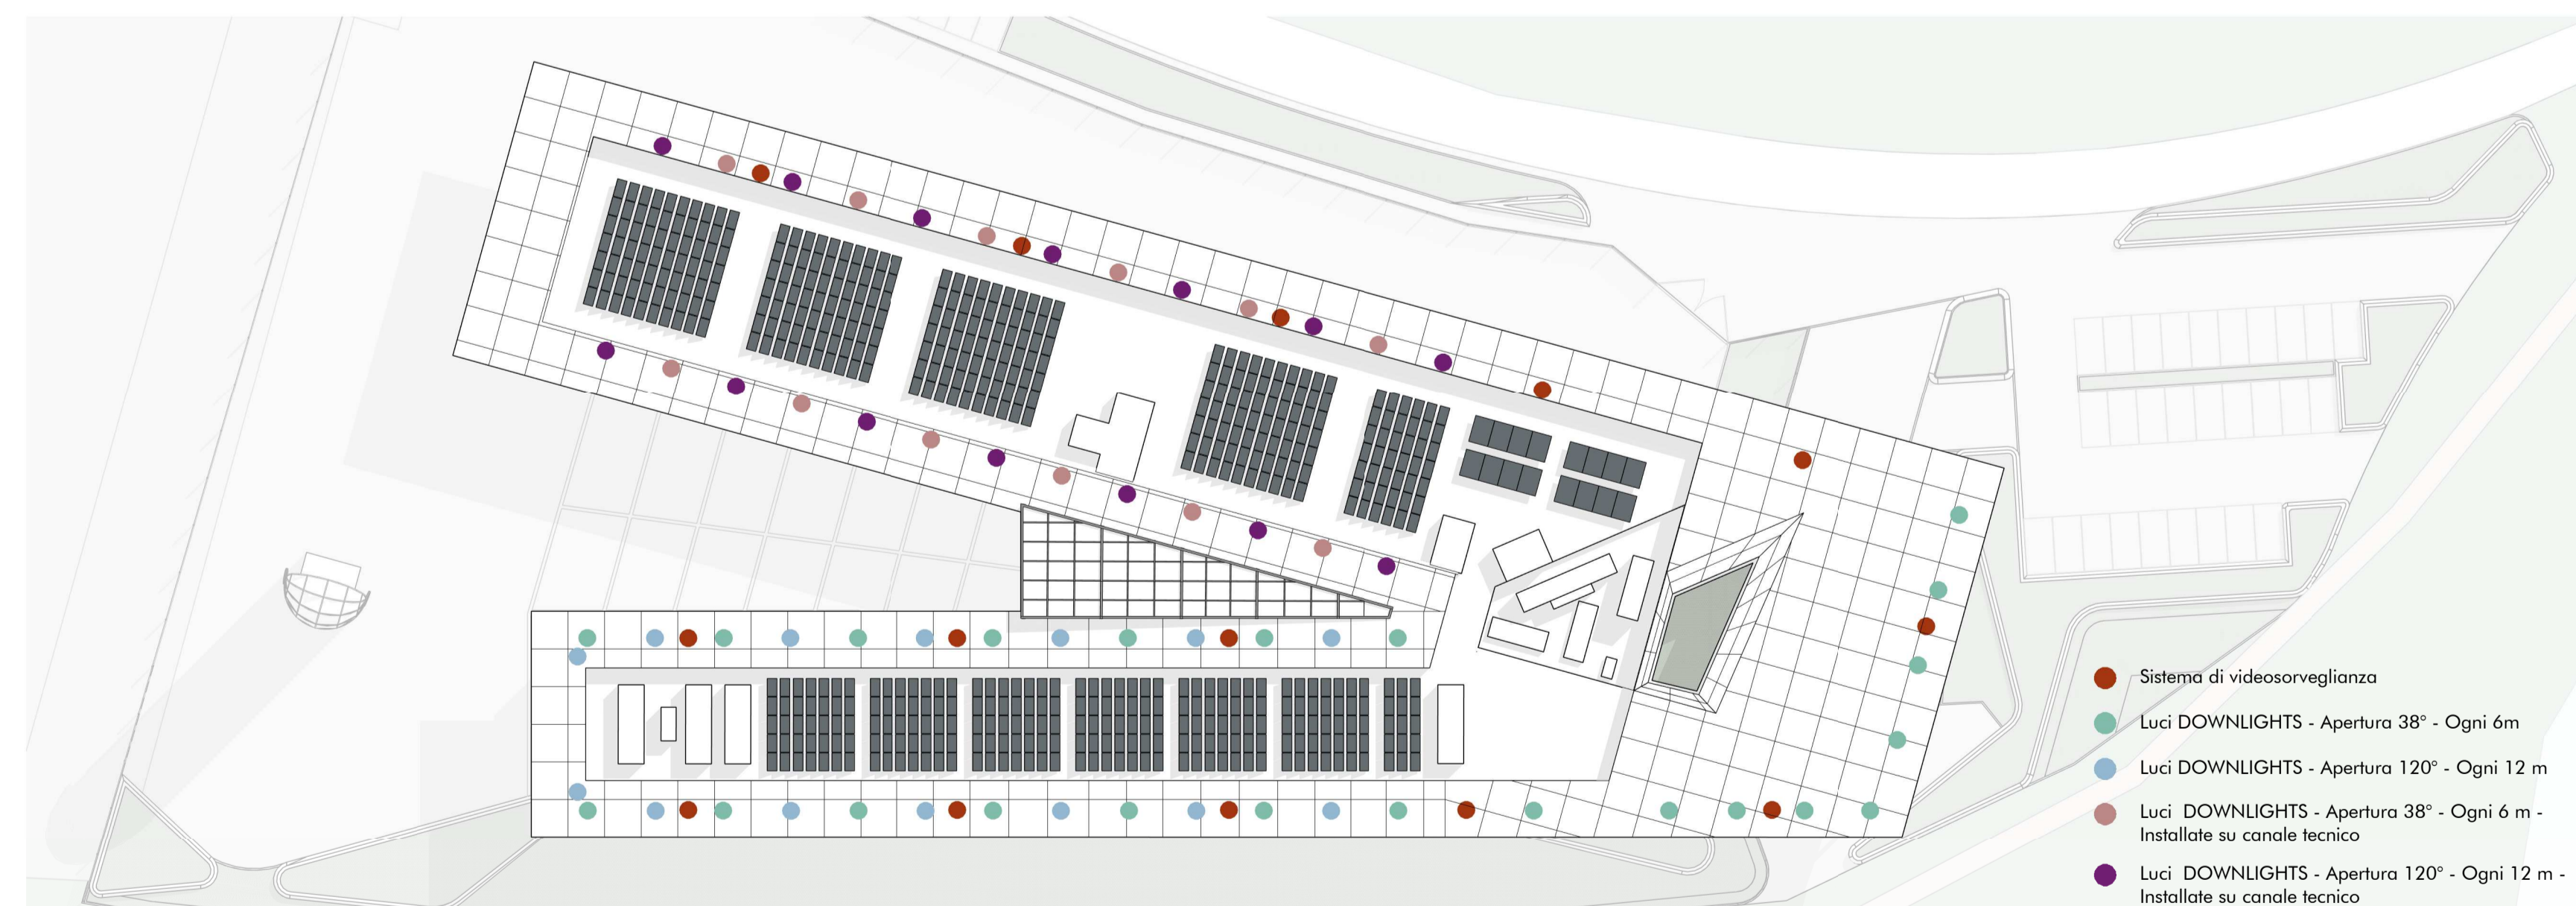 Sistema di videosorveglianza
Luci DOWNLIGHTS - Apertura 38° - Ogni 6m
Luci DOWNLIGHTS - Apertura 120° - Ogni 12 m
Luci DOWNLIGHTS - Apertura 38° - Ogni 6 m -
Installate su canale tecnico
Luci DOWNLIGHTS - Apertura 120° - Ogni 12 m -
Installate su canale tecnico